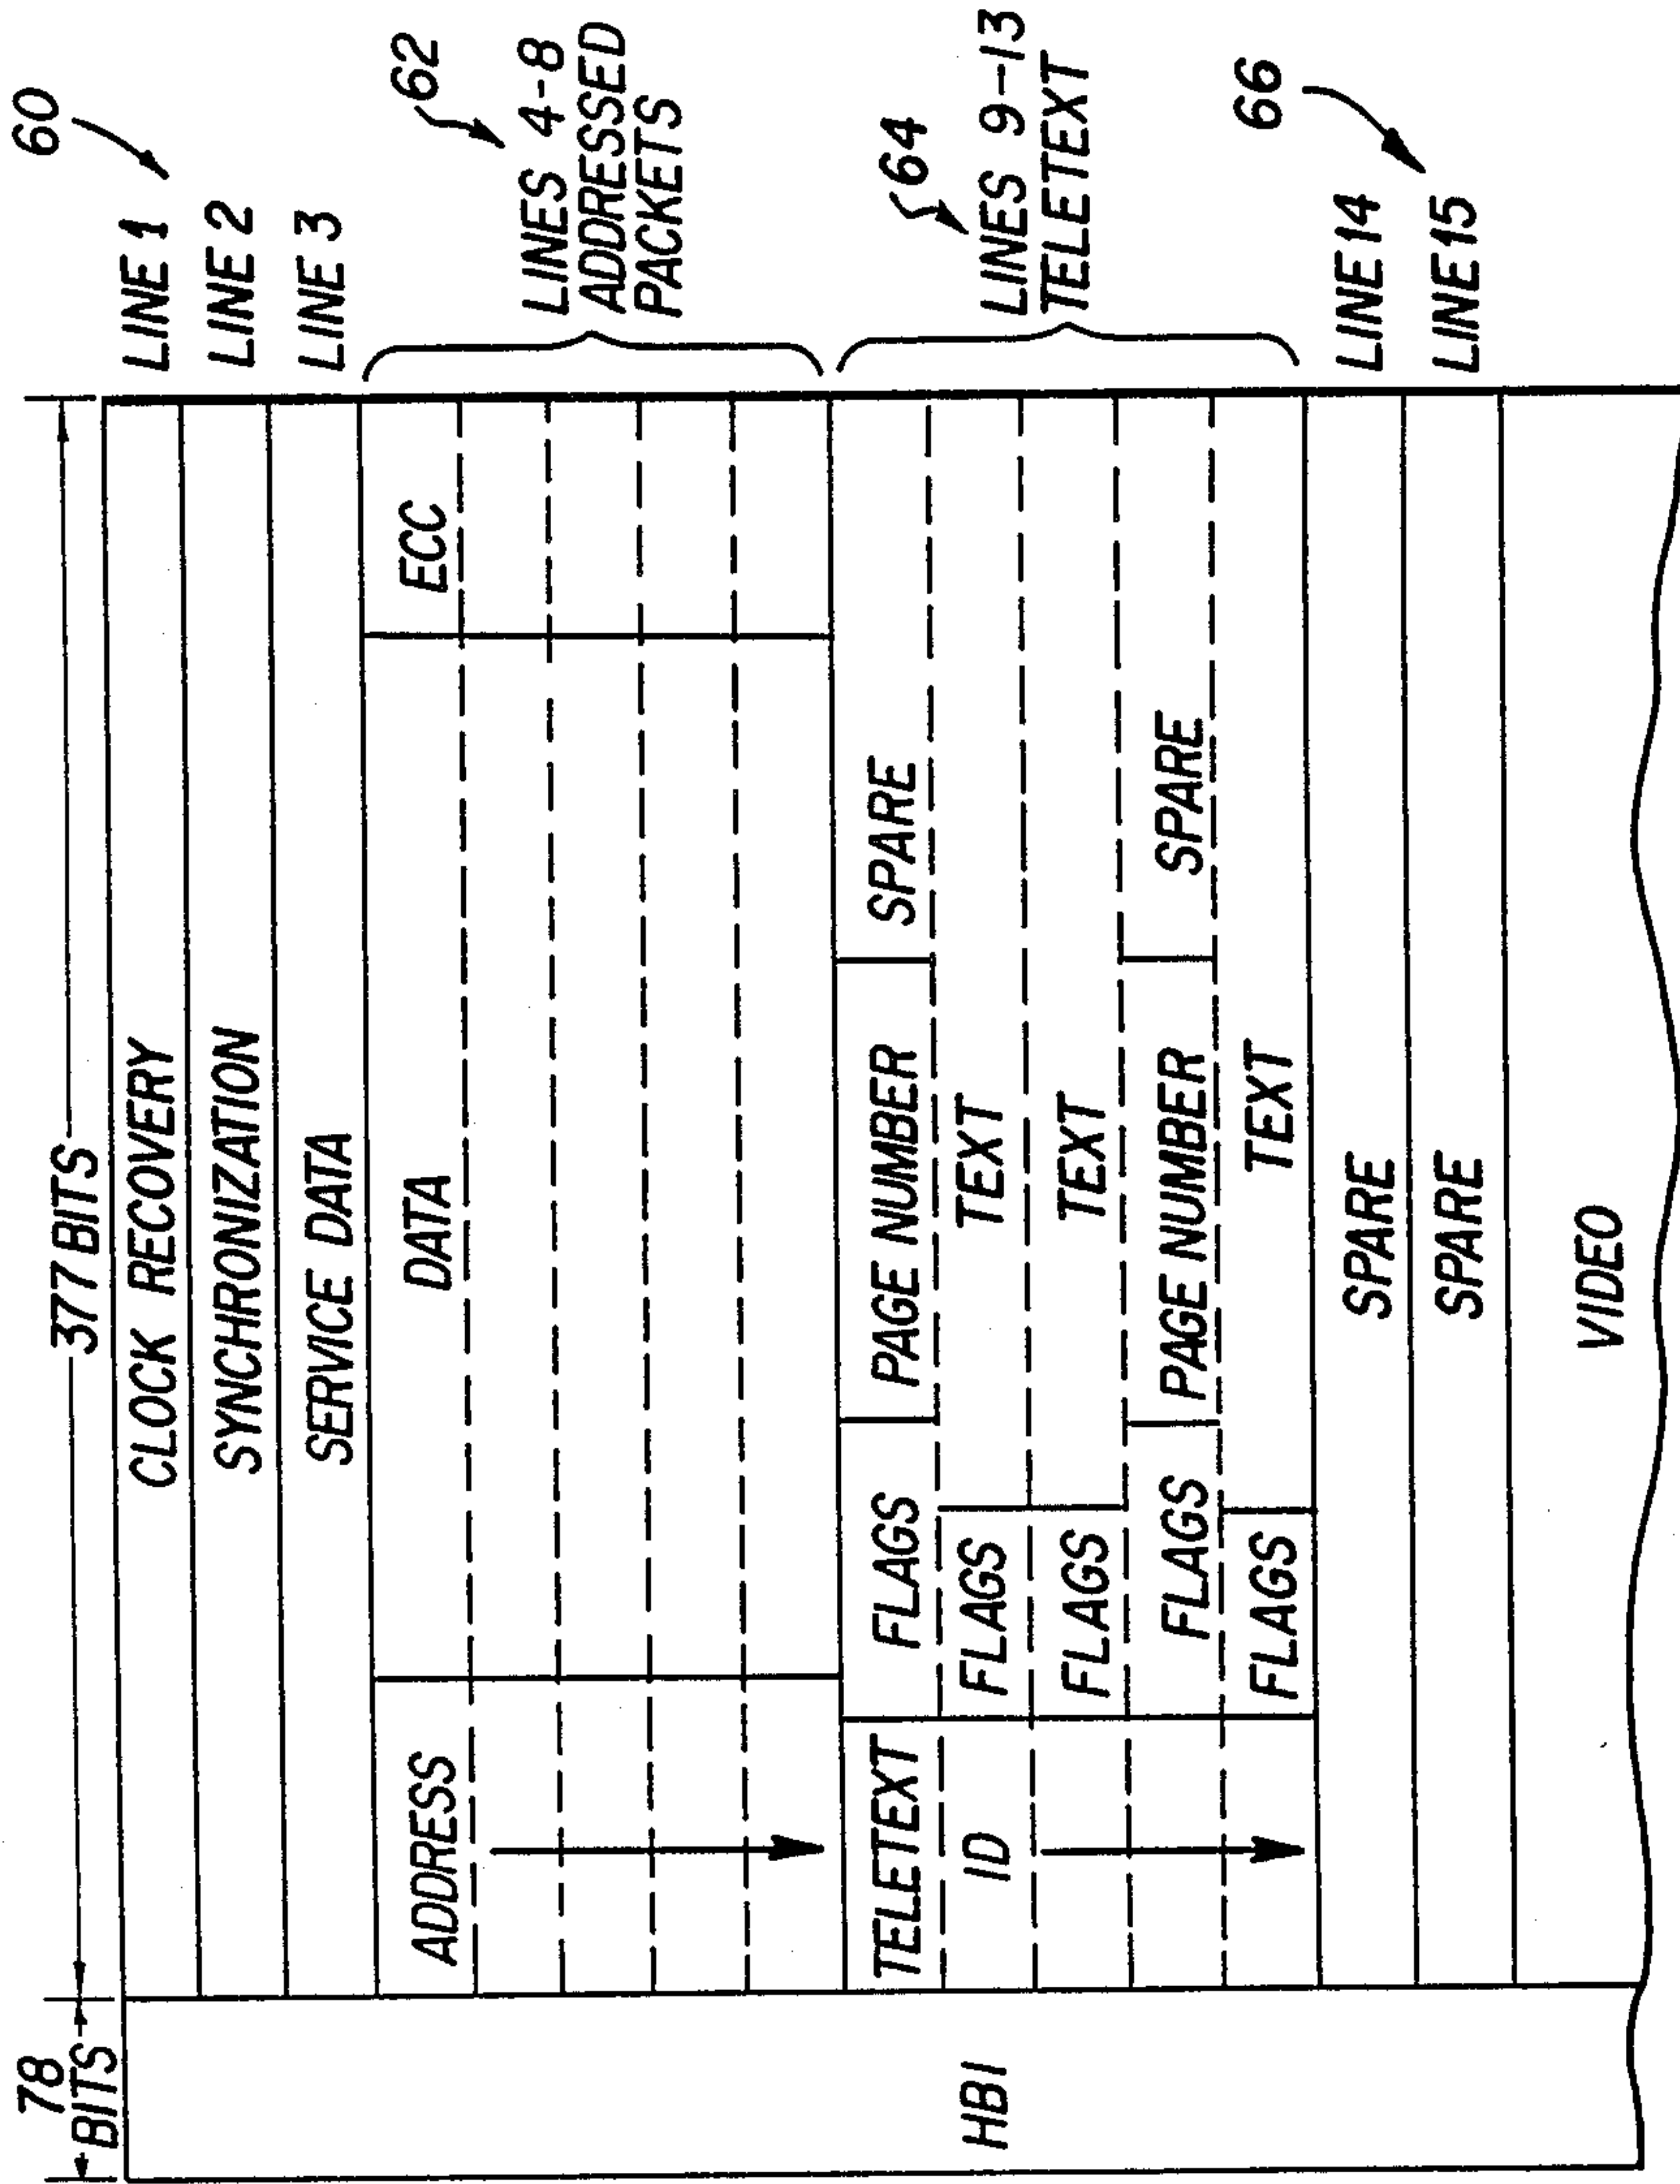 78
BITS
377 BITS
60
CLOCK RECOVERY
LINE 1
SYNCHRONIZATION
LINE 2
SERVICE DATA
LINE 3
62
ADDRESS
DATA
ECC
LINES 4-8
ADDRESSED
PACKETS
HBI
64
TELETEXT
FLAGS
PAGE NUMBER
SPARE
ID
FLAGS
TEXT
LINES 9-13
TELETEXT
FLAGS
TEXT
FLAGS
PAGE NUMBER
SPARE
FLAGS
TEXT
66
SPARE
LINE 14
SPARE
LINE 15
VIDEO